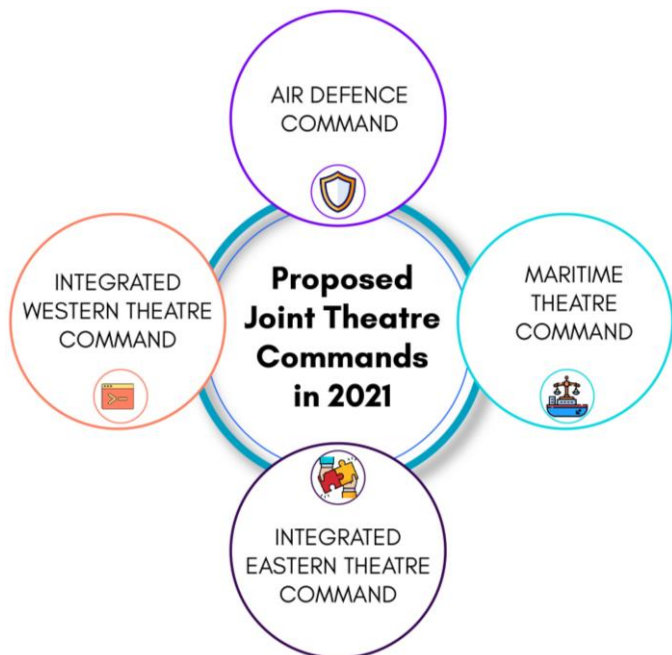 AIR DEFENCE
COMMAND
INTEGRATED
WESTERN THEATRE
COMMAND
Proposed
Joint Theatre
Commands
in 2021
MARITIME
THEATRE
COMMAND
INTEGRATED
EASTERN THEATRE
COMMAND